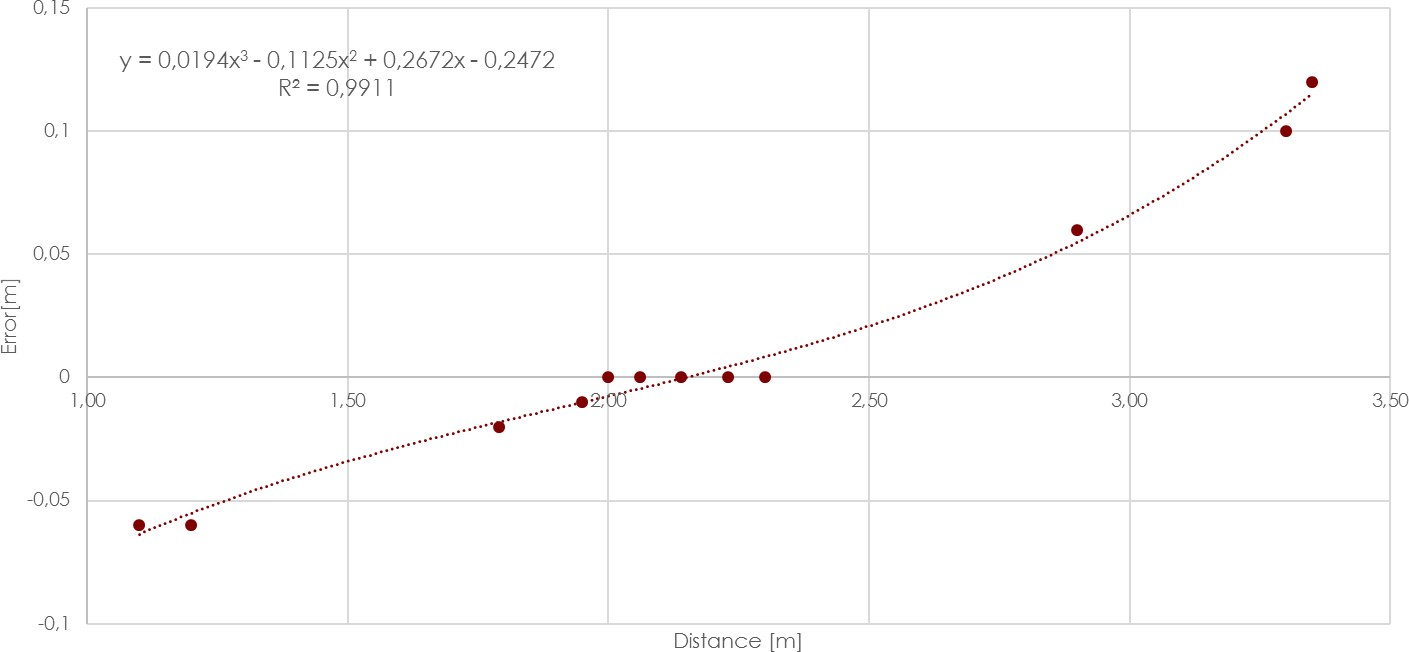 0,15
y = 0,0194x³ - 0,1125x² + 0,2672x - 0,2472
R² = 0,9911
0,1
0,05
Error[m]
0
1,00 1,50 2,00 2,50 3,00 3,50
-0,05
-0,1
Distance [m]